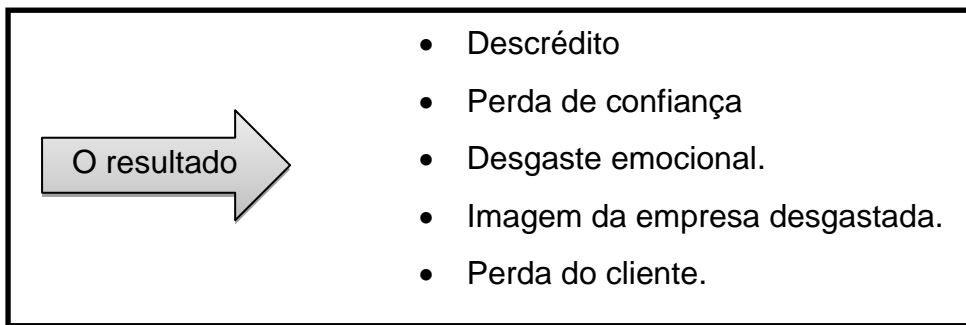 O resultado
• Descrédito
• Perda de confiança
• Desgaste emocional.
• Imagem da empresa desgastada.
• Perda do cliente.